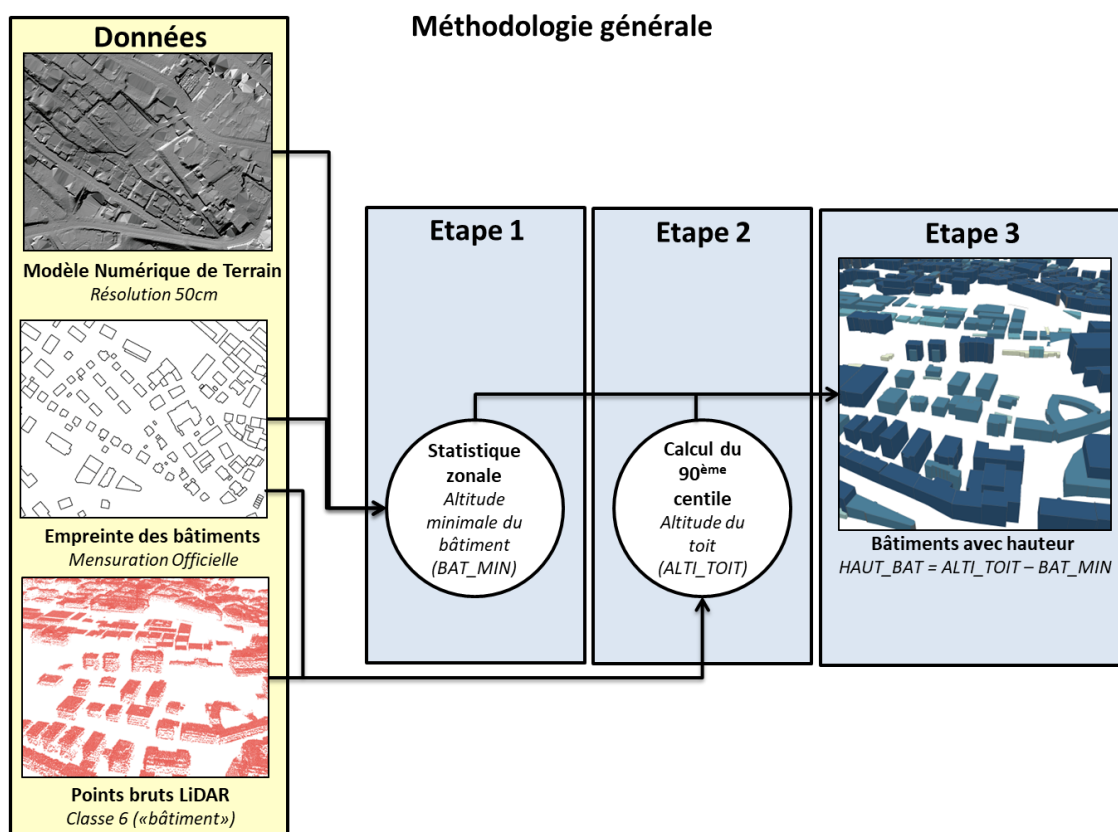 Méthodologie générale
Données
Modèle Numérique de Terrain
Résolution 50cm
Empreinte des bâtiments
Mensuration Officielle
Points bruts LiDAR
Classe 6 («bâtiment»)
Etape 1
Statistique
zonale
Altitude
minimale du
bâtiment
(BAT_MIN)
Etape 2
Calcul du
90ème
centile
Altitude du
toit
(ALTI_TOIT)
Etape 3
Bâtiments avec hauteur
HAUT_BAT = ALTI_TOIT – BAT_MIN